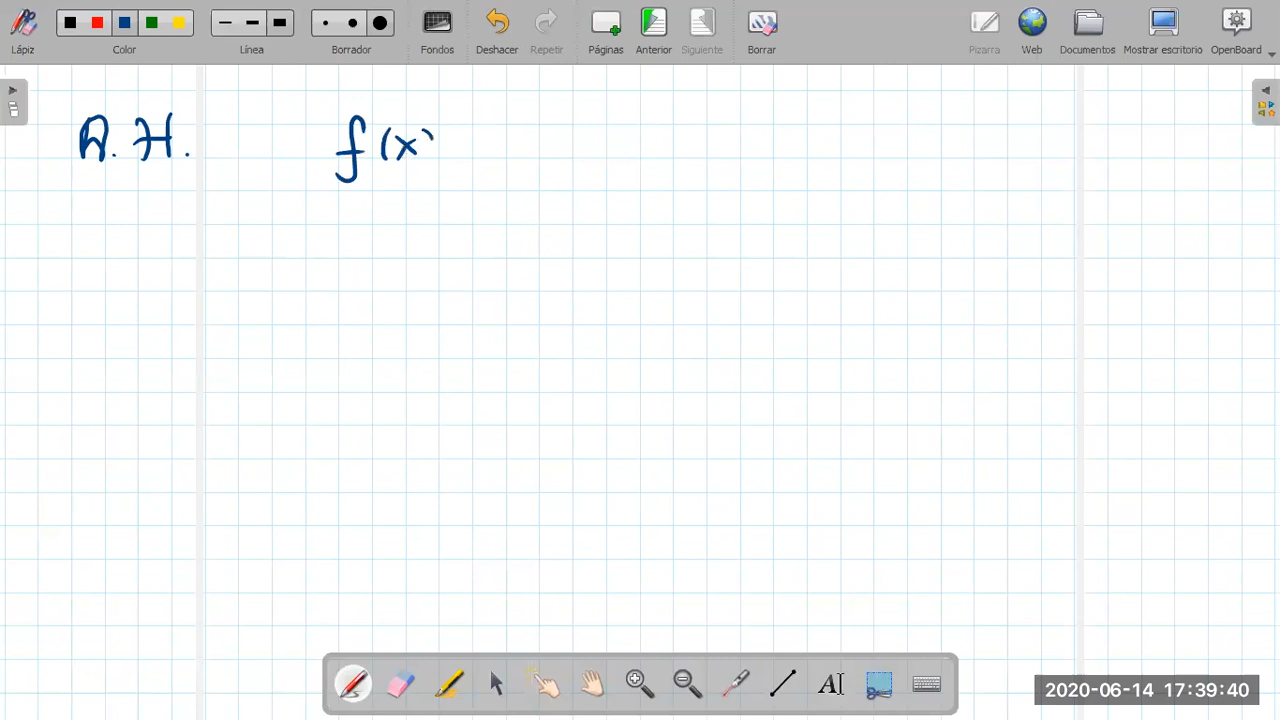 Lápiz Color Línea Borrador Fondos Deshacer Repetir Páginas Anterior Siguiente Borrar Pizarra Web Documentos Mostrar escritorio OpenBoard
A. H. f(x)
2020-06-14 17:39:40